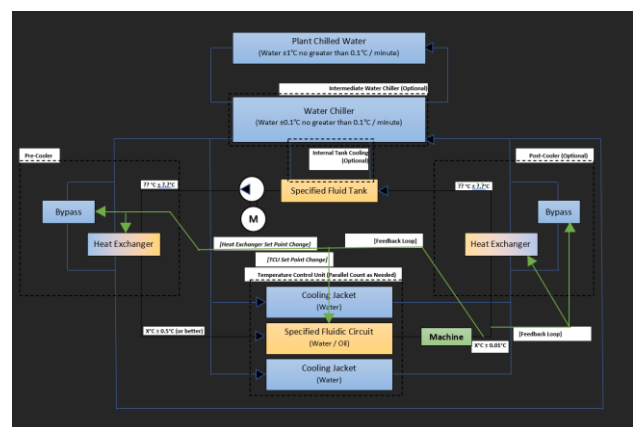 Plant Chilled Water
(Water ±1°C no greater than 0.1°C / minute)
Intermediate Water Chiller (Optional)
Water Chiller
(Water ±0.1°C no greater than 0.1°C / minute)
Pre-Cooler
Internal Tank Cooling
(Optional)
Post-Cooler (Optional)
?? °C ± ?.?°C
Specified Fluid Tank
?? °C ± ?.?°C
Bypass
M
Bypass
Heat Exchanger
[Heat Exchanger Set Point Change]
[Feedback Loop]
Heat Exchanger
[TCU Set Point Change]
Temperature Control Unit (Parallel Count as Needed)
Cooling Jacket
(Water)
X°C ± 0.5°C (or better)
Specified Fluidic Circuit
(Water / Oil)
Machine
[Feedback Loop]
X°C ± 0.01°C
Cooling Jacket
(Water)